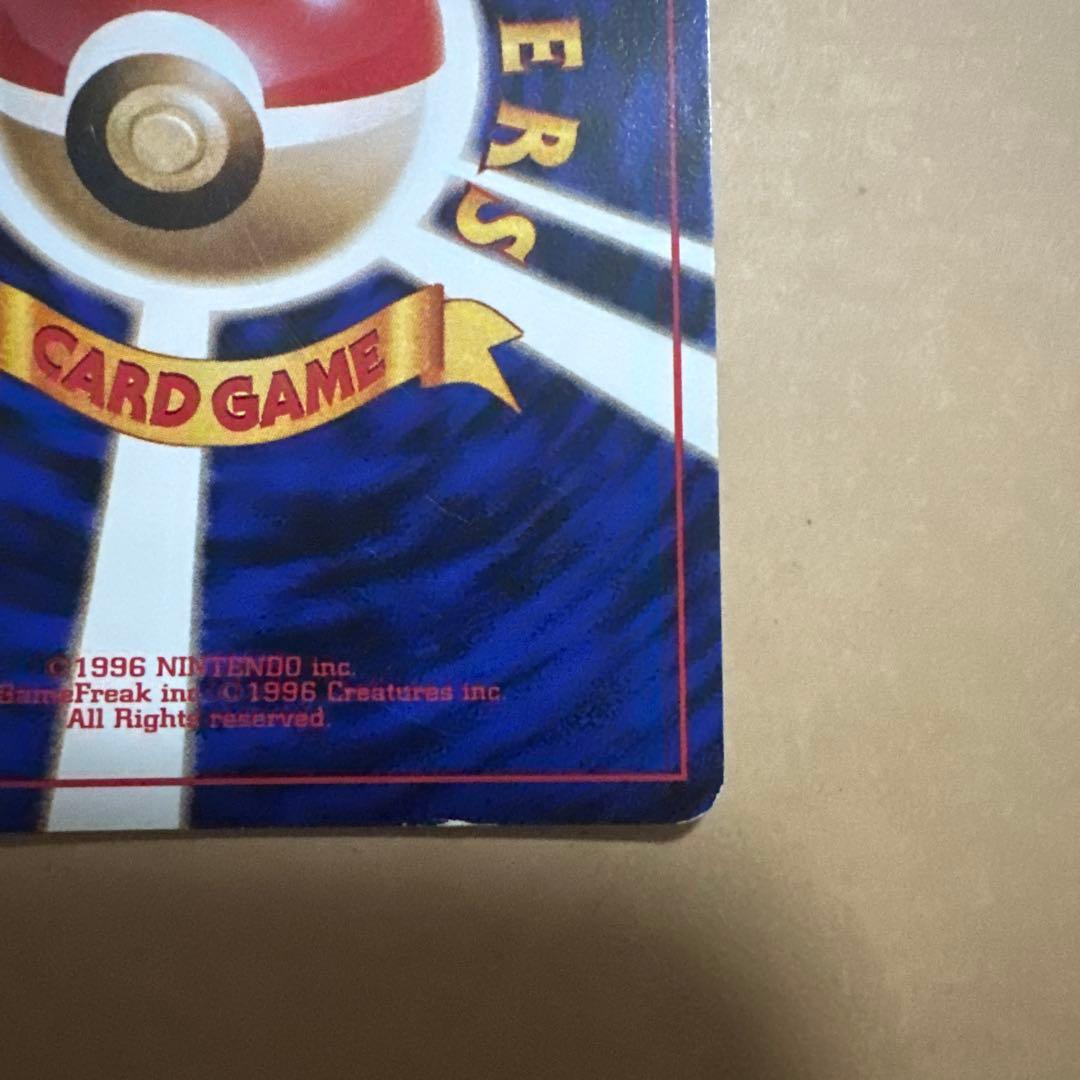 ERS
CARD GAME
©1996 NINTENDO inc.
GameFreak inc. ©1996 Creatures inc.
All Rights reserved.